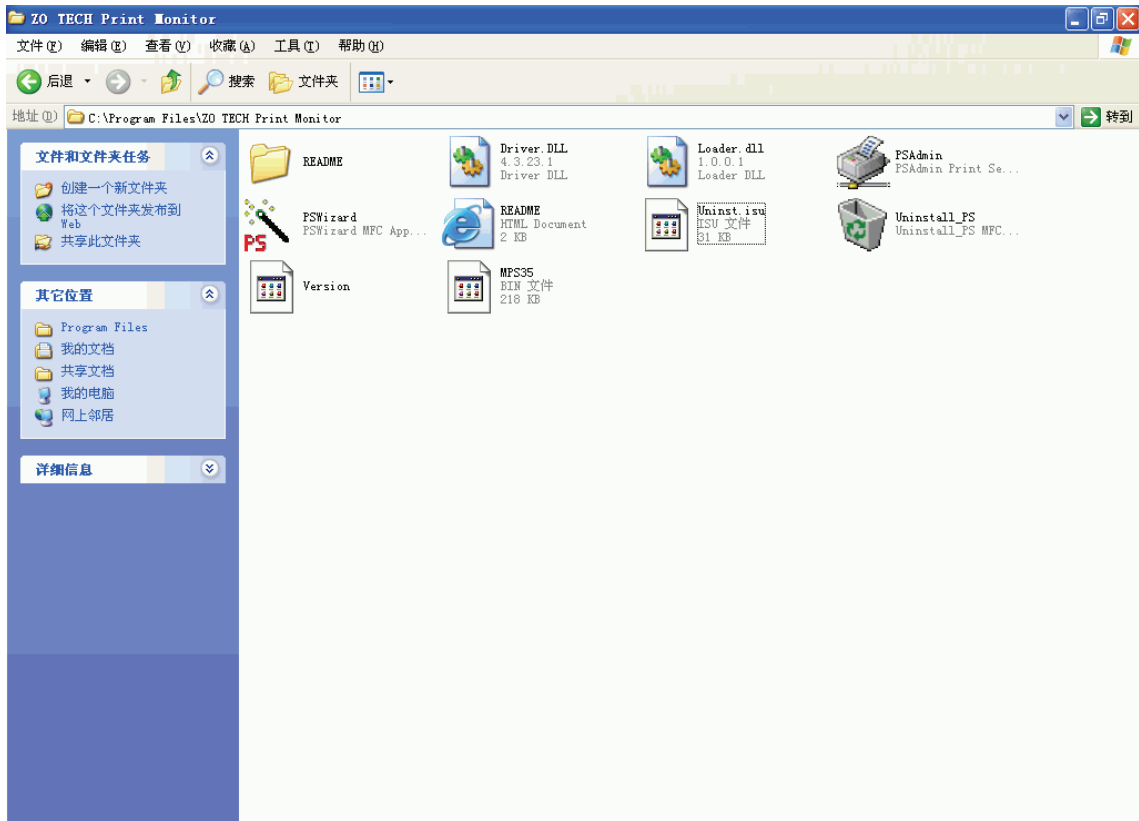 ZO TECH Print Monitor
文件(F) 编辑(E) 查看(V) 收藏(A) 工具(T) 帮助(H)
后退 搜索 文件夹
地址(D) C:\Program Files\ZO TECH Print Monitor 转到
文件和文件夹任务
创建一个新文件夹
将这个文件夹发布到
Web
共享此文件夹
其它位置
Program Files
我的文档
共享文档
我的电脑
网上邻居
详细信息
README
Driver.DLL
4.3.23.1
Driver DLL
Loader.dll
1.0.0.1
Loader DLL
PSAdmin
PSAdmin Print Se...
PS
PSWizard
PSWizard MFC App...
README
HTML Document
2 KB
Uninst.isu
ISU 文件
31 KB
Uninstall_PS
Uninstall_PS MFC...
Version
MPS35
BIN 文件
218 KB